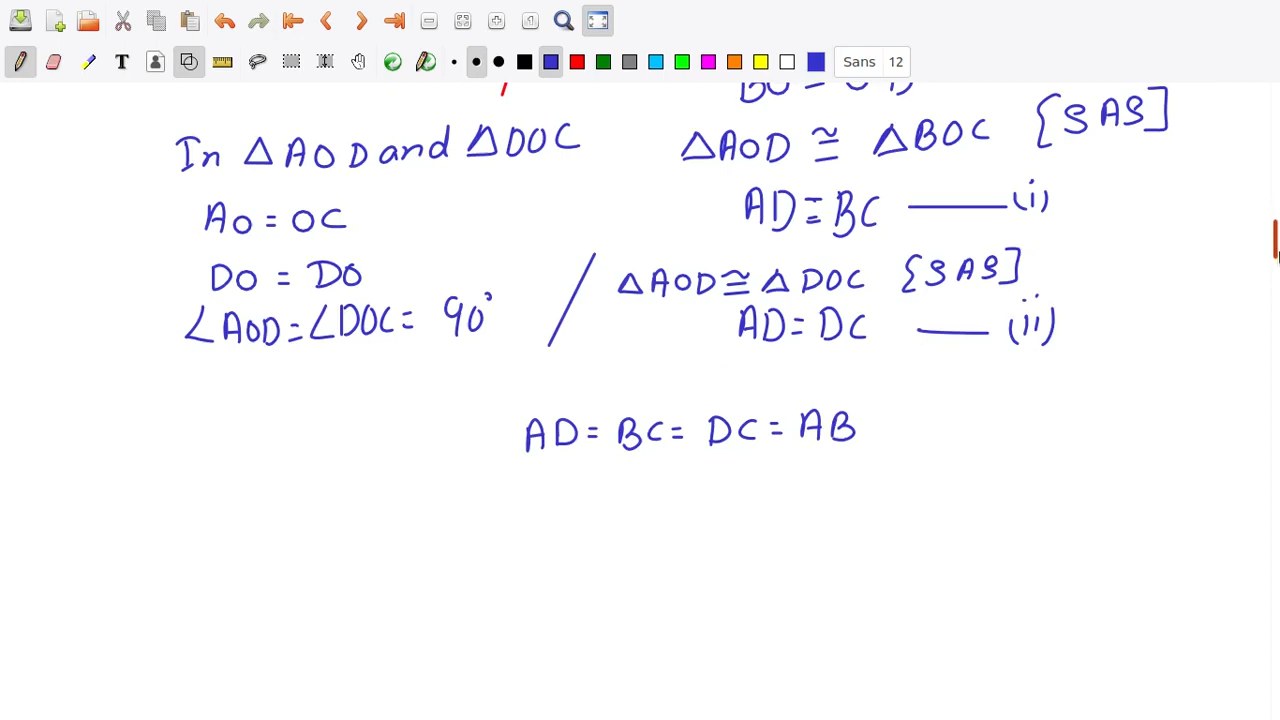 Sans 12
In △AOD and △DOC
AO = OC
DO = DO
∠AOD = ∠DOC = 90°
△AOD ≅ △BOC [SAS]
AD = BC —— (i)
△AOD ≅ △DOC [SAS]
AD = DC —— (ii)
AD = BC = DC = AB